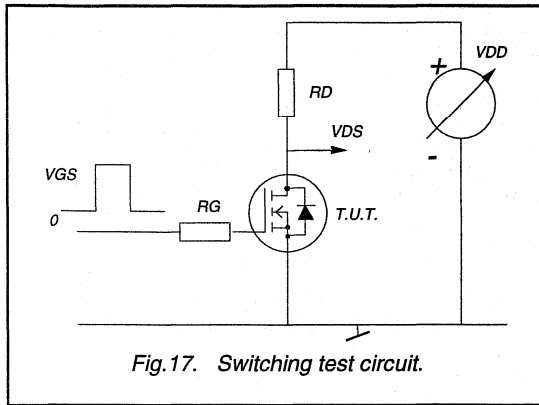 VDD
+
RD
VDS
-
VGS
0
RG
T.U.T.
Fig.17. Switching test circuit.